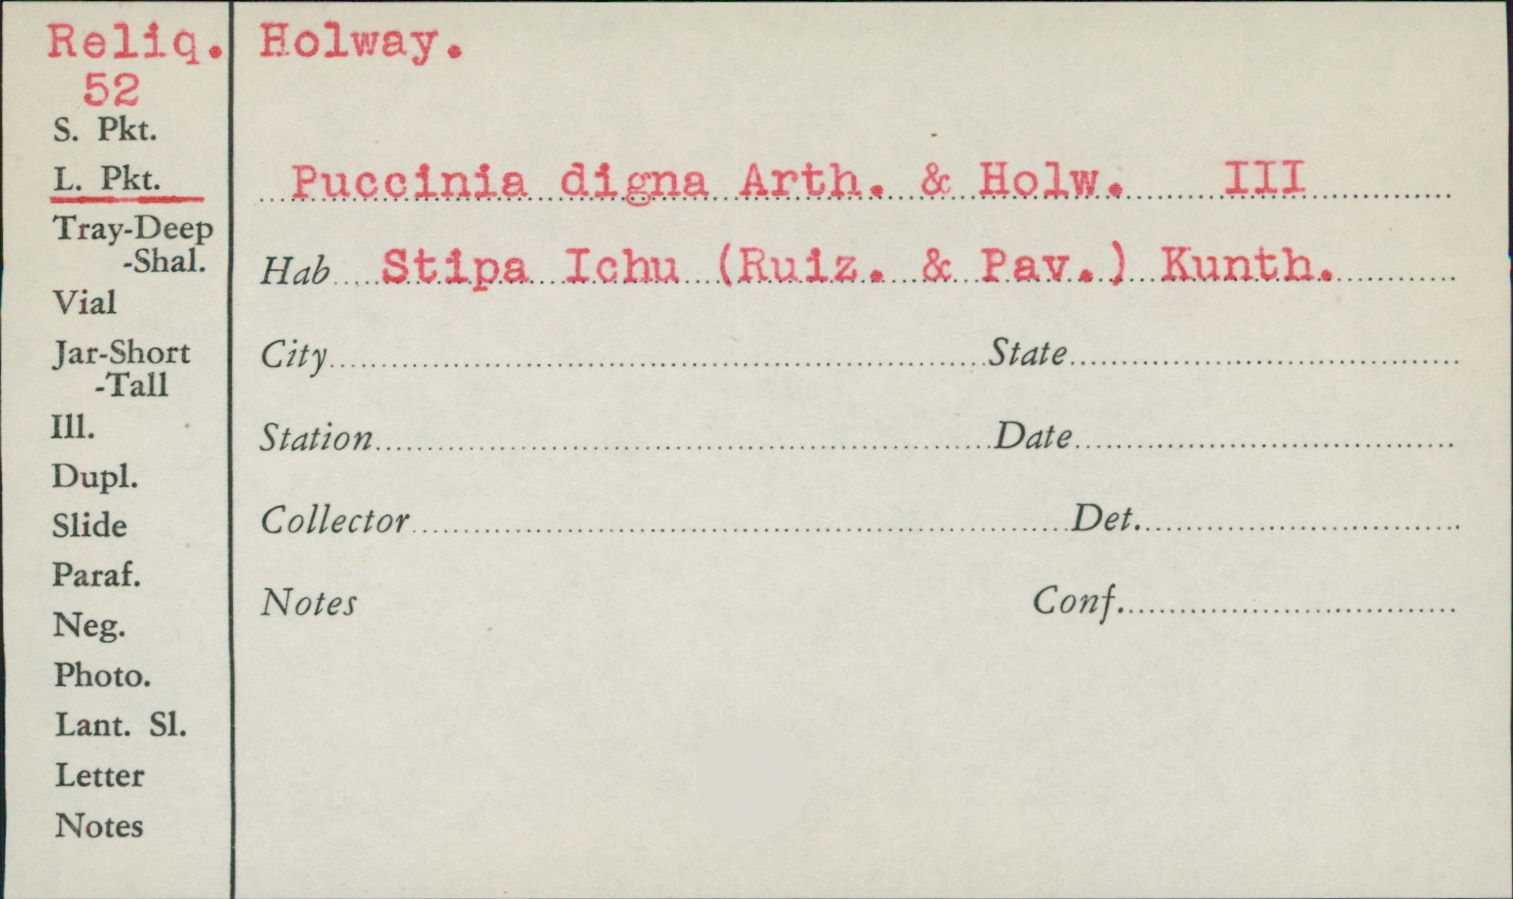 Reliq. Holway.
52
S. Pkt.
L. Pkt.
Puccinia digna Arth. & Holw. III
Tray-Deep
-Shal.
Hab Stipa Ichu (Ruiz. & Pav.) Kunth.
Vial
Jar-Short
-Tall
City State
Ill.
Station Date
Dupl.
Slide
Collector Det.
Paraf.
Notes Conf.
Neg.
Photo.
Lant. Sl.
Letter
Notes